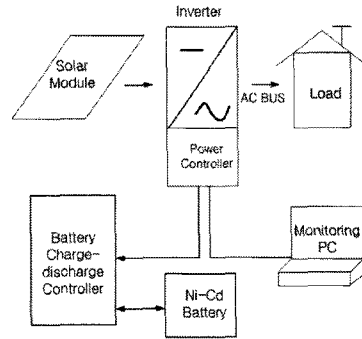 Inverter
Solar
Module
AC BUS
Load
Power
Controller
Battery
Charge-
discharge
Controller
Ni-Cd
Battery
Monitoring
PC